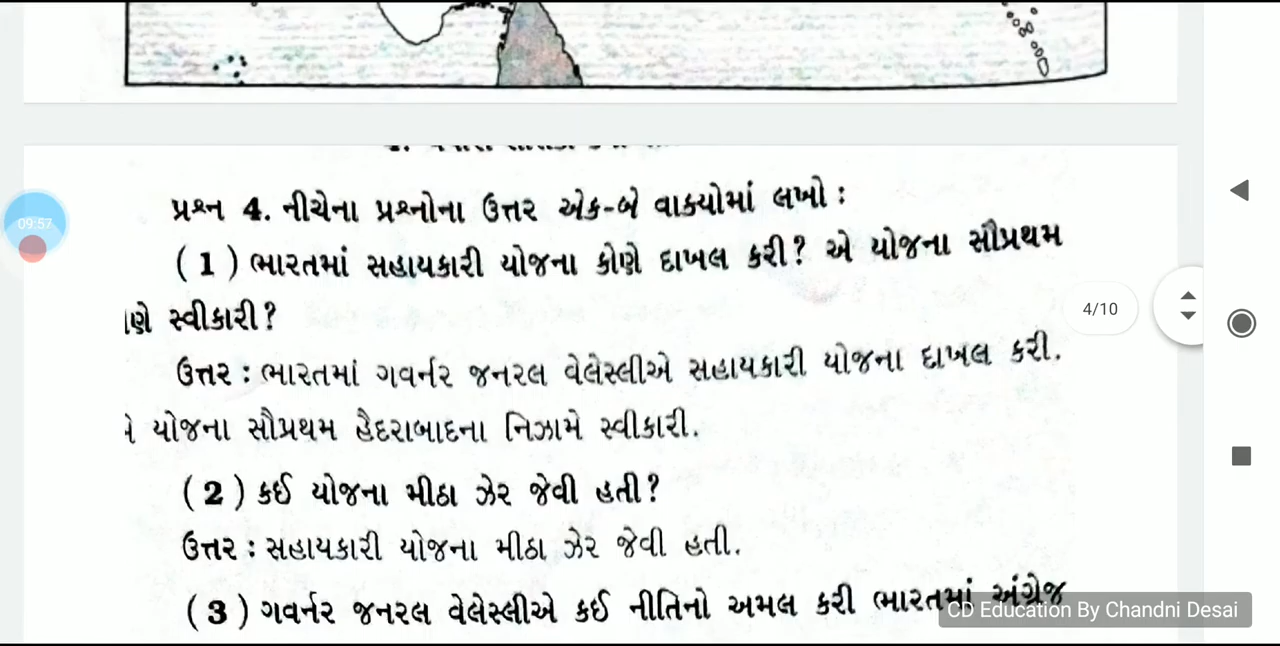 પ્રશ્ન 4. નીચેના પ્રશ્નોના ઉત્તર એક-બે વાક્યોમાં લખો :
09:57
( 1 ) ભારતમાં સહાયકારી યોજના કોણે દાખલ કરી? એ યોજના સૌપ્રથમ
ણે સ્વીકારી?
4/10
ઉત્તર : ભારતમાં ગવર્નર જનરલ વેલેસ્લીએ સહાયકારી યોજના દાખલ કરી.
યોજના સૌપ્રથમ હૈદરાબાદના નિઝામે સ્વીકારી.
( 2 ) કઈ યોજના મીઠા ઝેર જેવી હતી?
ઉત્તર : સહાયકારી યોજના મીઠા ઝેર જેવી હતી.
( 3 ) ગવર્નર જનરલ વેલેસ્લીએ કઈ નીતિનો અમલ કરી ભારતમાં અંગ્રેજ
CD Education By Chandni Desai